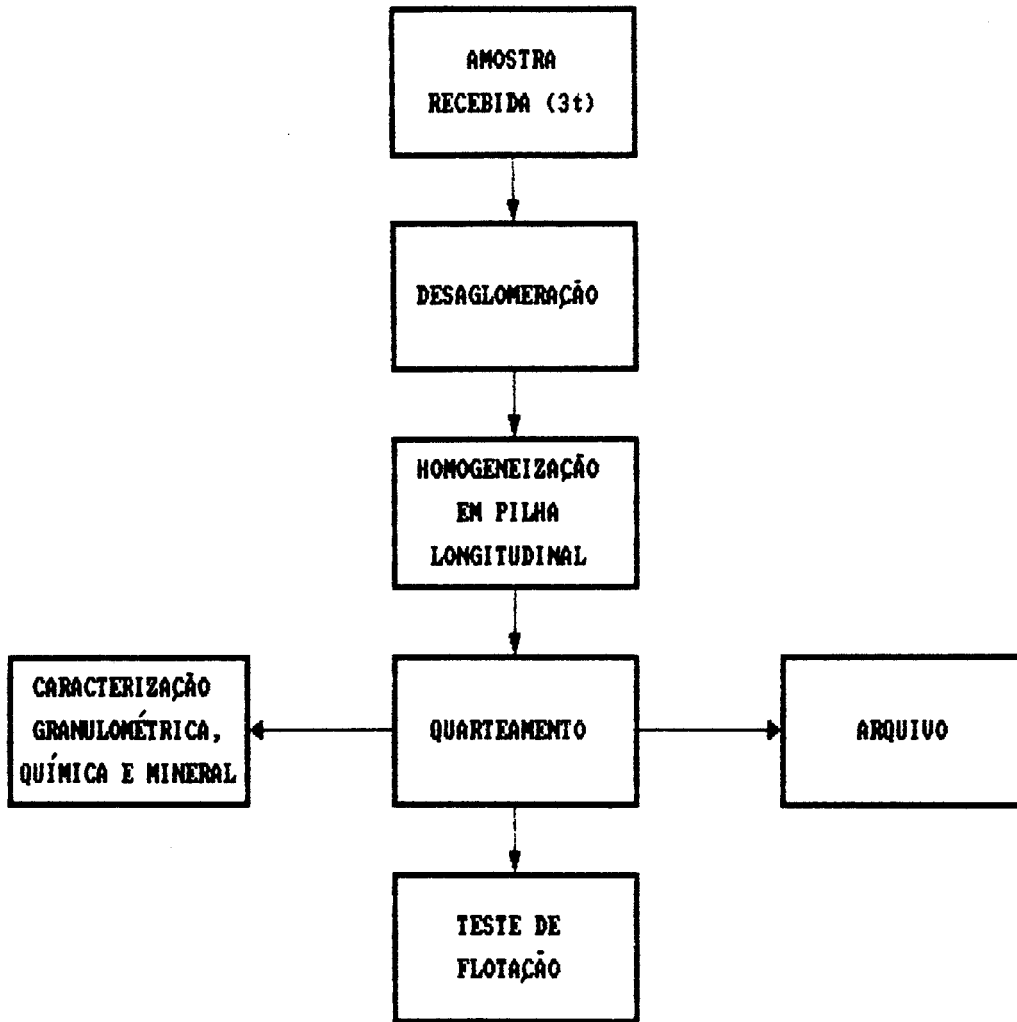 AMOSTRA
RECEBIDA (3t)
DESAGLOMERAÇÃO
HOMOGENEIZAÇÃO
EM PILHA
LONGITUDINAL
CARACTERIZAÇÃO
GRANULOMÉTRICA,
QUÍMICA E MINERAL
QUARTEAMENTO
ARQUIVO
TESTE DE
FLOTAÇÃO